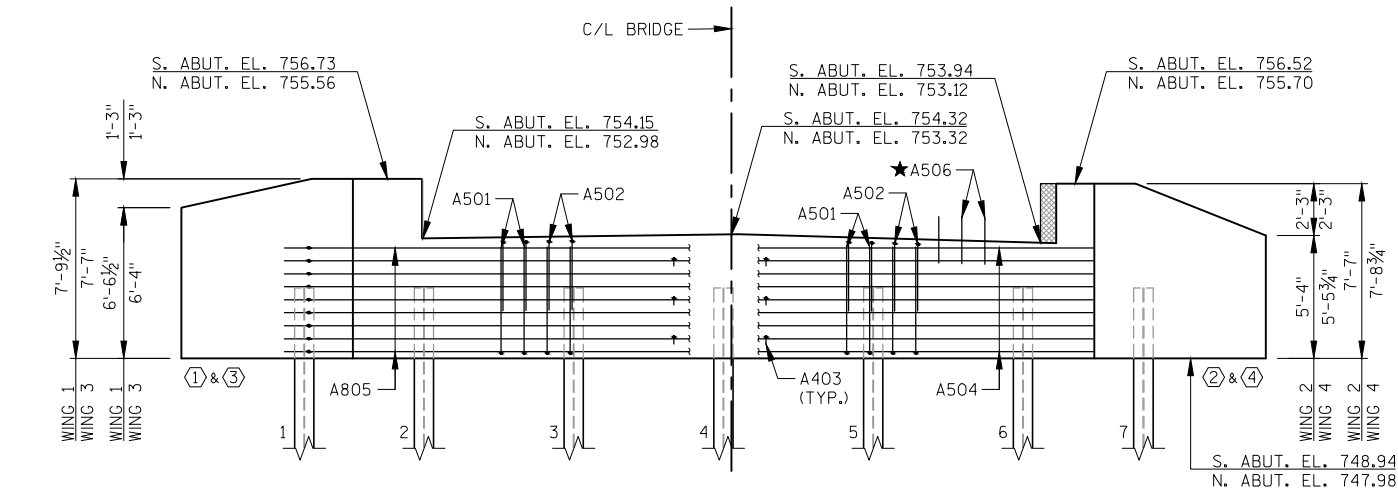 C/L BRIDGE
S. ABUT. EL. 756.73
N. ABUT. EL. 755.56
S. ABUT. EL. 753.94
N. ABUT. EL. 753.12
S. ABUT. EL. 756.52
N. ABUT. EL. 755.70
S. ABUT. EL. 754.15
N. ABUT. EL. 752.98
S. ABUT. EL. 754.32
N. ABUT. EL. 753.32
1'-3"
1'-3"
★A506
A501
A502
A501
A502
7'-9½"
7'-7"
6'-6½"
6'-4"
2'-3"
2'-3"
5'-4"
5'-5¾"
7'-7"
7'-8¾"
1 & 3
A805
A403
(TYP.)
A504
2 & 4
WING 1
WING 3
WING 1
WING 3
1
2
3
4
5
6
7
WING 2
WING 4
WING 2
WING 4
S. ABUT. EL. 748.94
N. ABUT. EL. 747.98